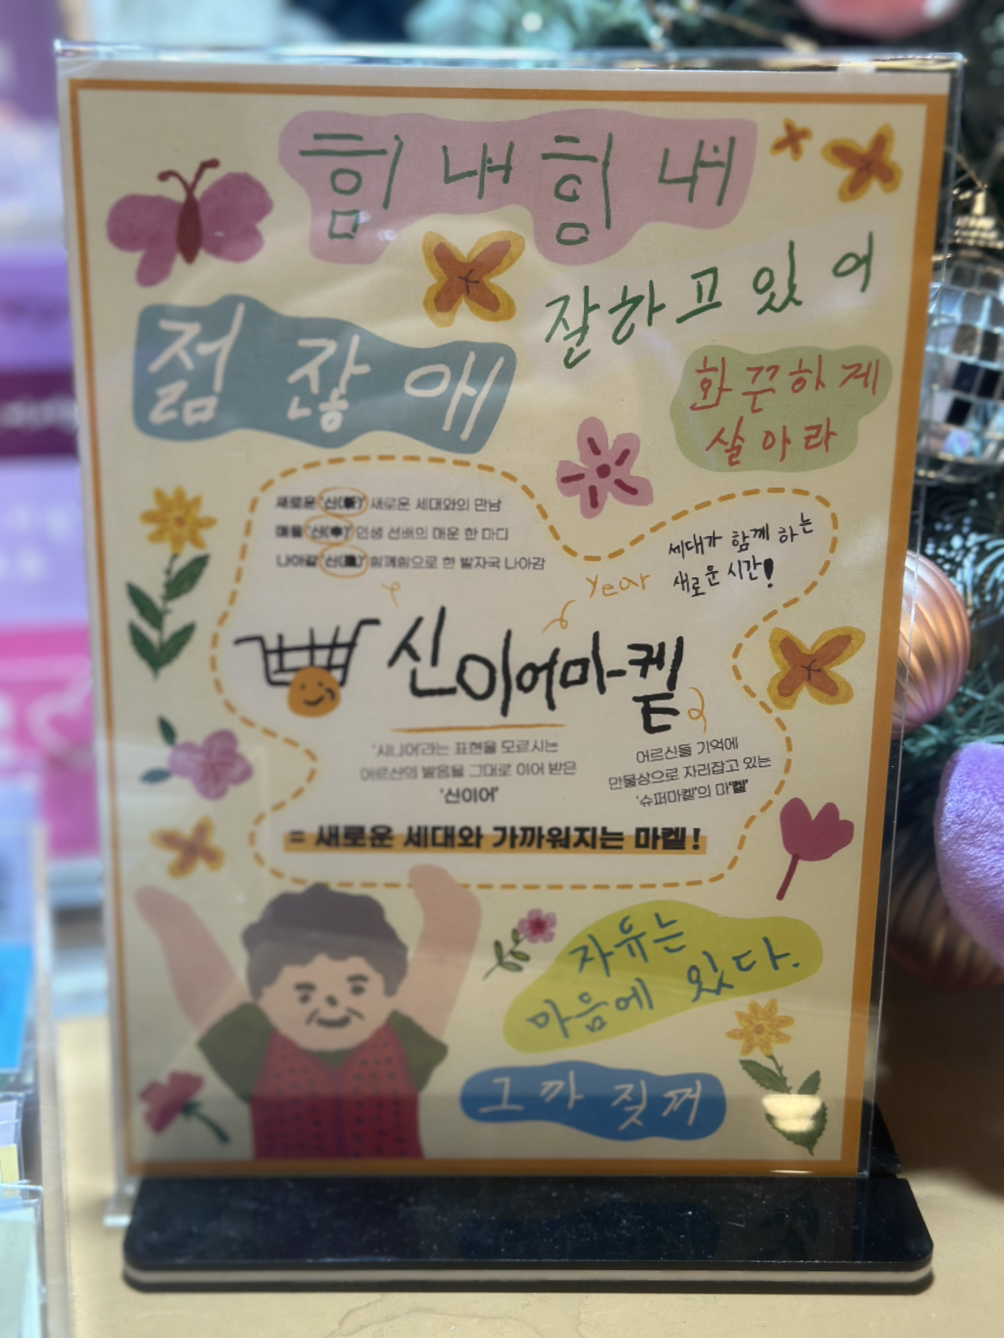 힘내힘내
잘하고있어
점잖애
화끈하게
살아라
새로운 '신(新)' 새로운 세대와의 만남
매울 '신(辛)' 인생 선배의 매운 한 마디
나아갈 '신( )' 함께함으로 한 발자국 나아감
세대가 함께 하는
새로운 시간!
Year
신이어마켙
'시니어'라는 표현을 모르시는
어르신의 발음을 그대로 이어 받은
'신이어'
어르신들 기억에
만물상으로 자리잡고 있는
'슈퍼마켙'의 마'켙'
= 새로운 세대와 가까워지는 마켙!
자유는
마음에 있다.
그까짖꺼